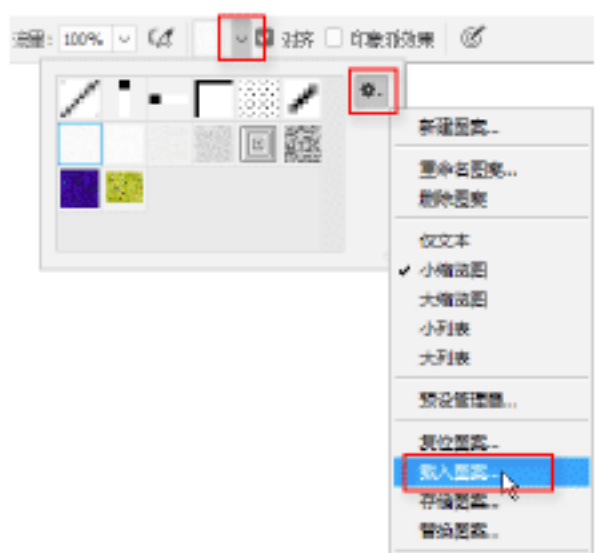 流量: 100% 对齐 印象派效果
新建图案...
重命名图案...
删除图案
仅文本
小缩览图
大缩览图
小列表
大列表
预设管理器...
复位图案...
载入图案...
存储图案...
替换图案...